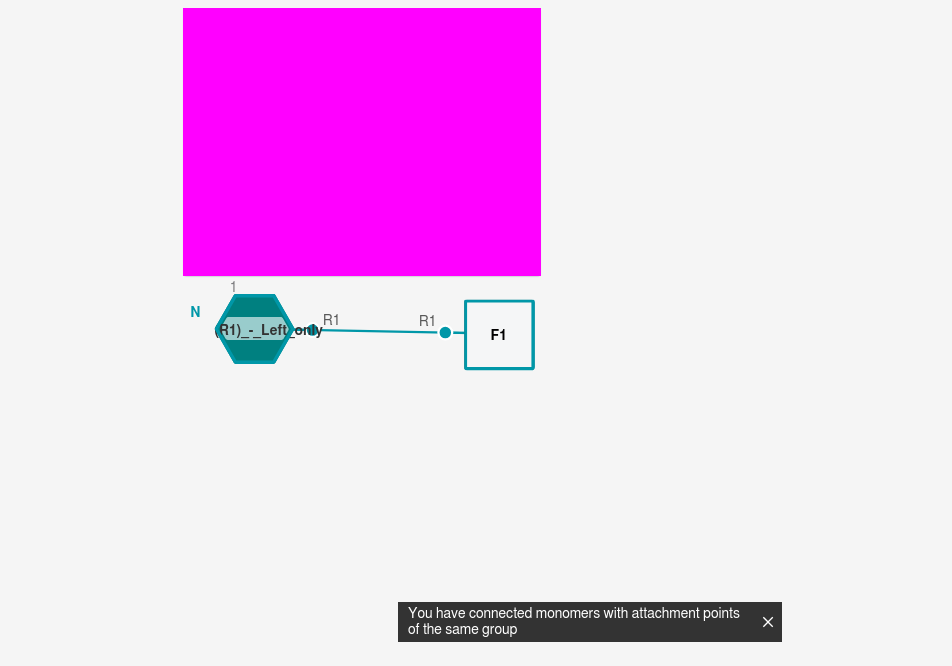 1
N
(R1)_-_Left_only
R1
R1
F1
You have connected monomers with attachment points
of the same group